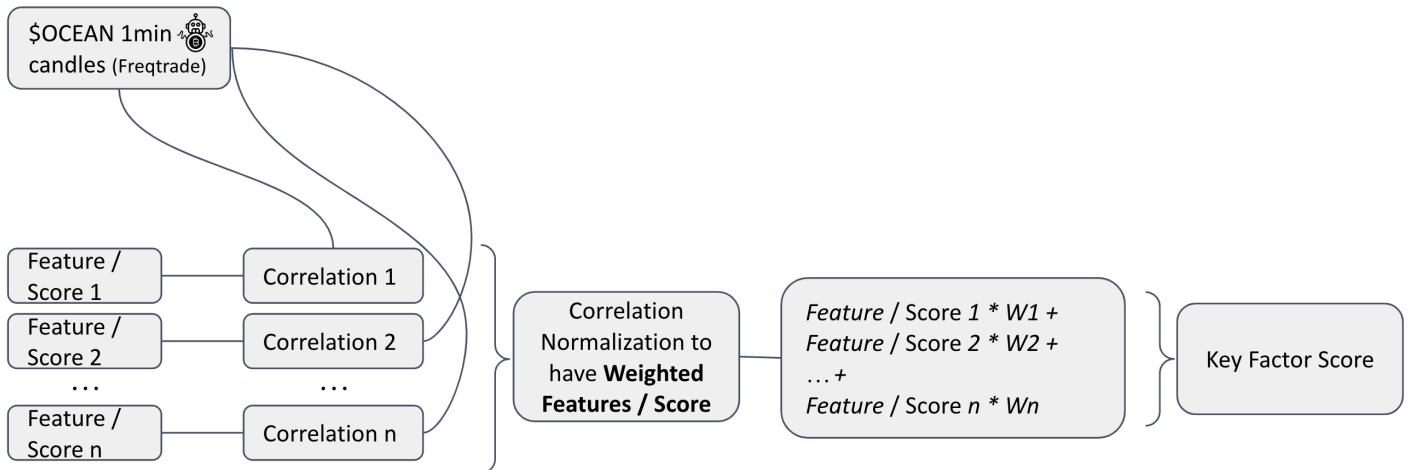 $OCEAN 1min
candles (Freqtrade)
Feature /
Score 1
Correlation 1
Feature /
Score 2
Correlation 2
...
...
Feature /
Score n
Correlation n
Correlation
Normalization to
have Weighted
Features / Score
Feature / Score 1 * W1 +
Feature / Score 2 * W2 +
... +
Feature / Score n * Wn
Key Factor Score